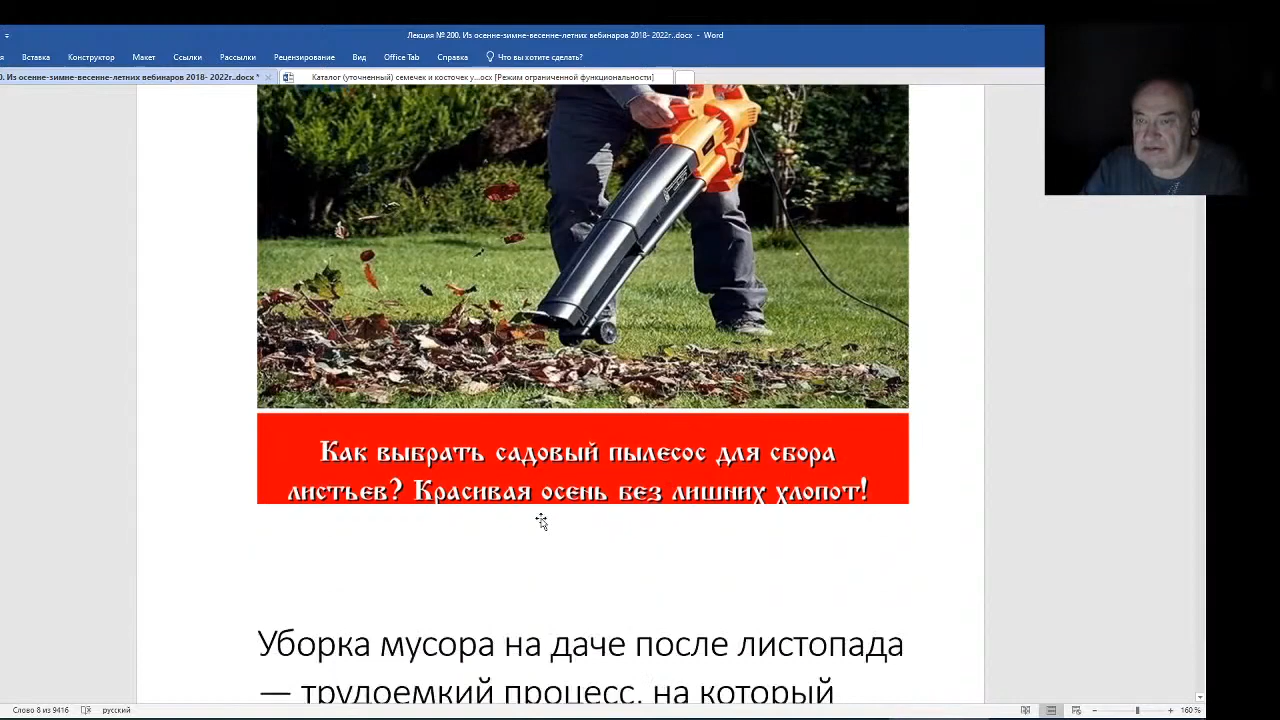 Лекция № 200. Из осенне-зимне-весенне-летних вебинаров 2018- 2022г..docx - Word
я Вставка Конструктор Макет Ссылки Рассылки Рецензирование Вид Office Tab Справка Что вы хотите сделать?
0. Из осенне-зимне-весенне-летних вебинаров 2018- 2022г..docx * Каталог (уточненный) семечек и косточек у...осх [Режим ограниченной функциональности]
Как выбрать садовый пылесос для сбора
листьев? Красивая осень без лишних хлопот!
Уборка мусора на даче после листопада
— трудоемкий процесс, на который
Слово 8 из 9416 русский 160 %